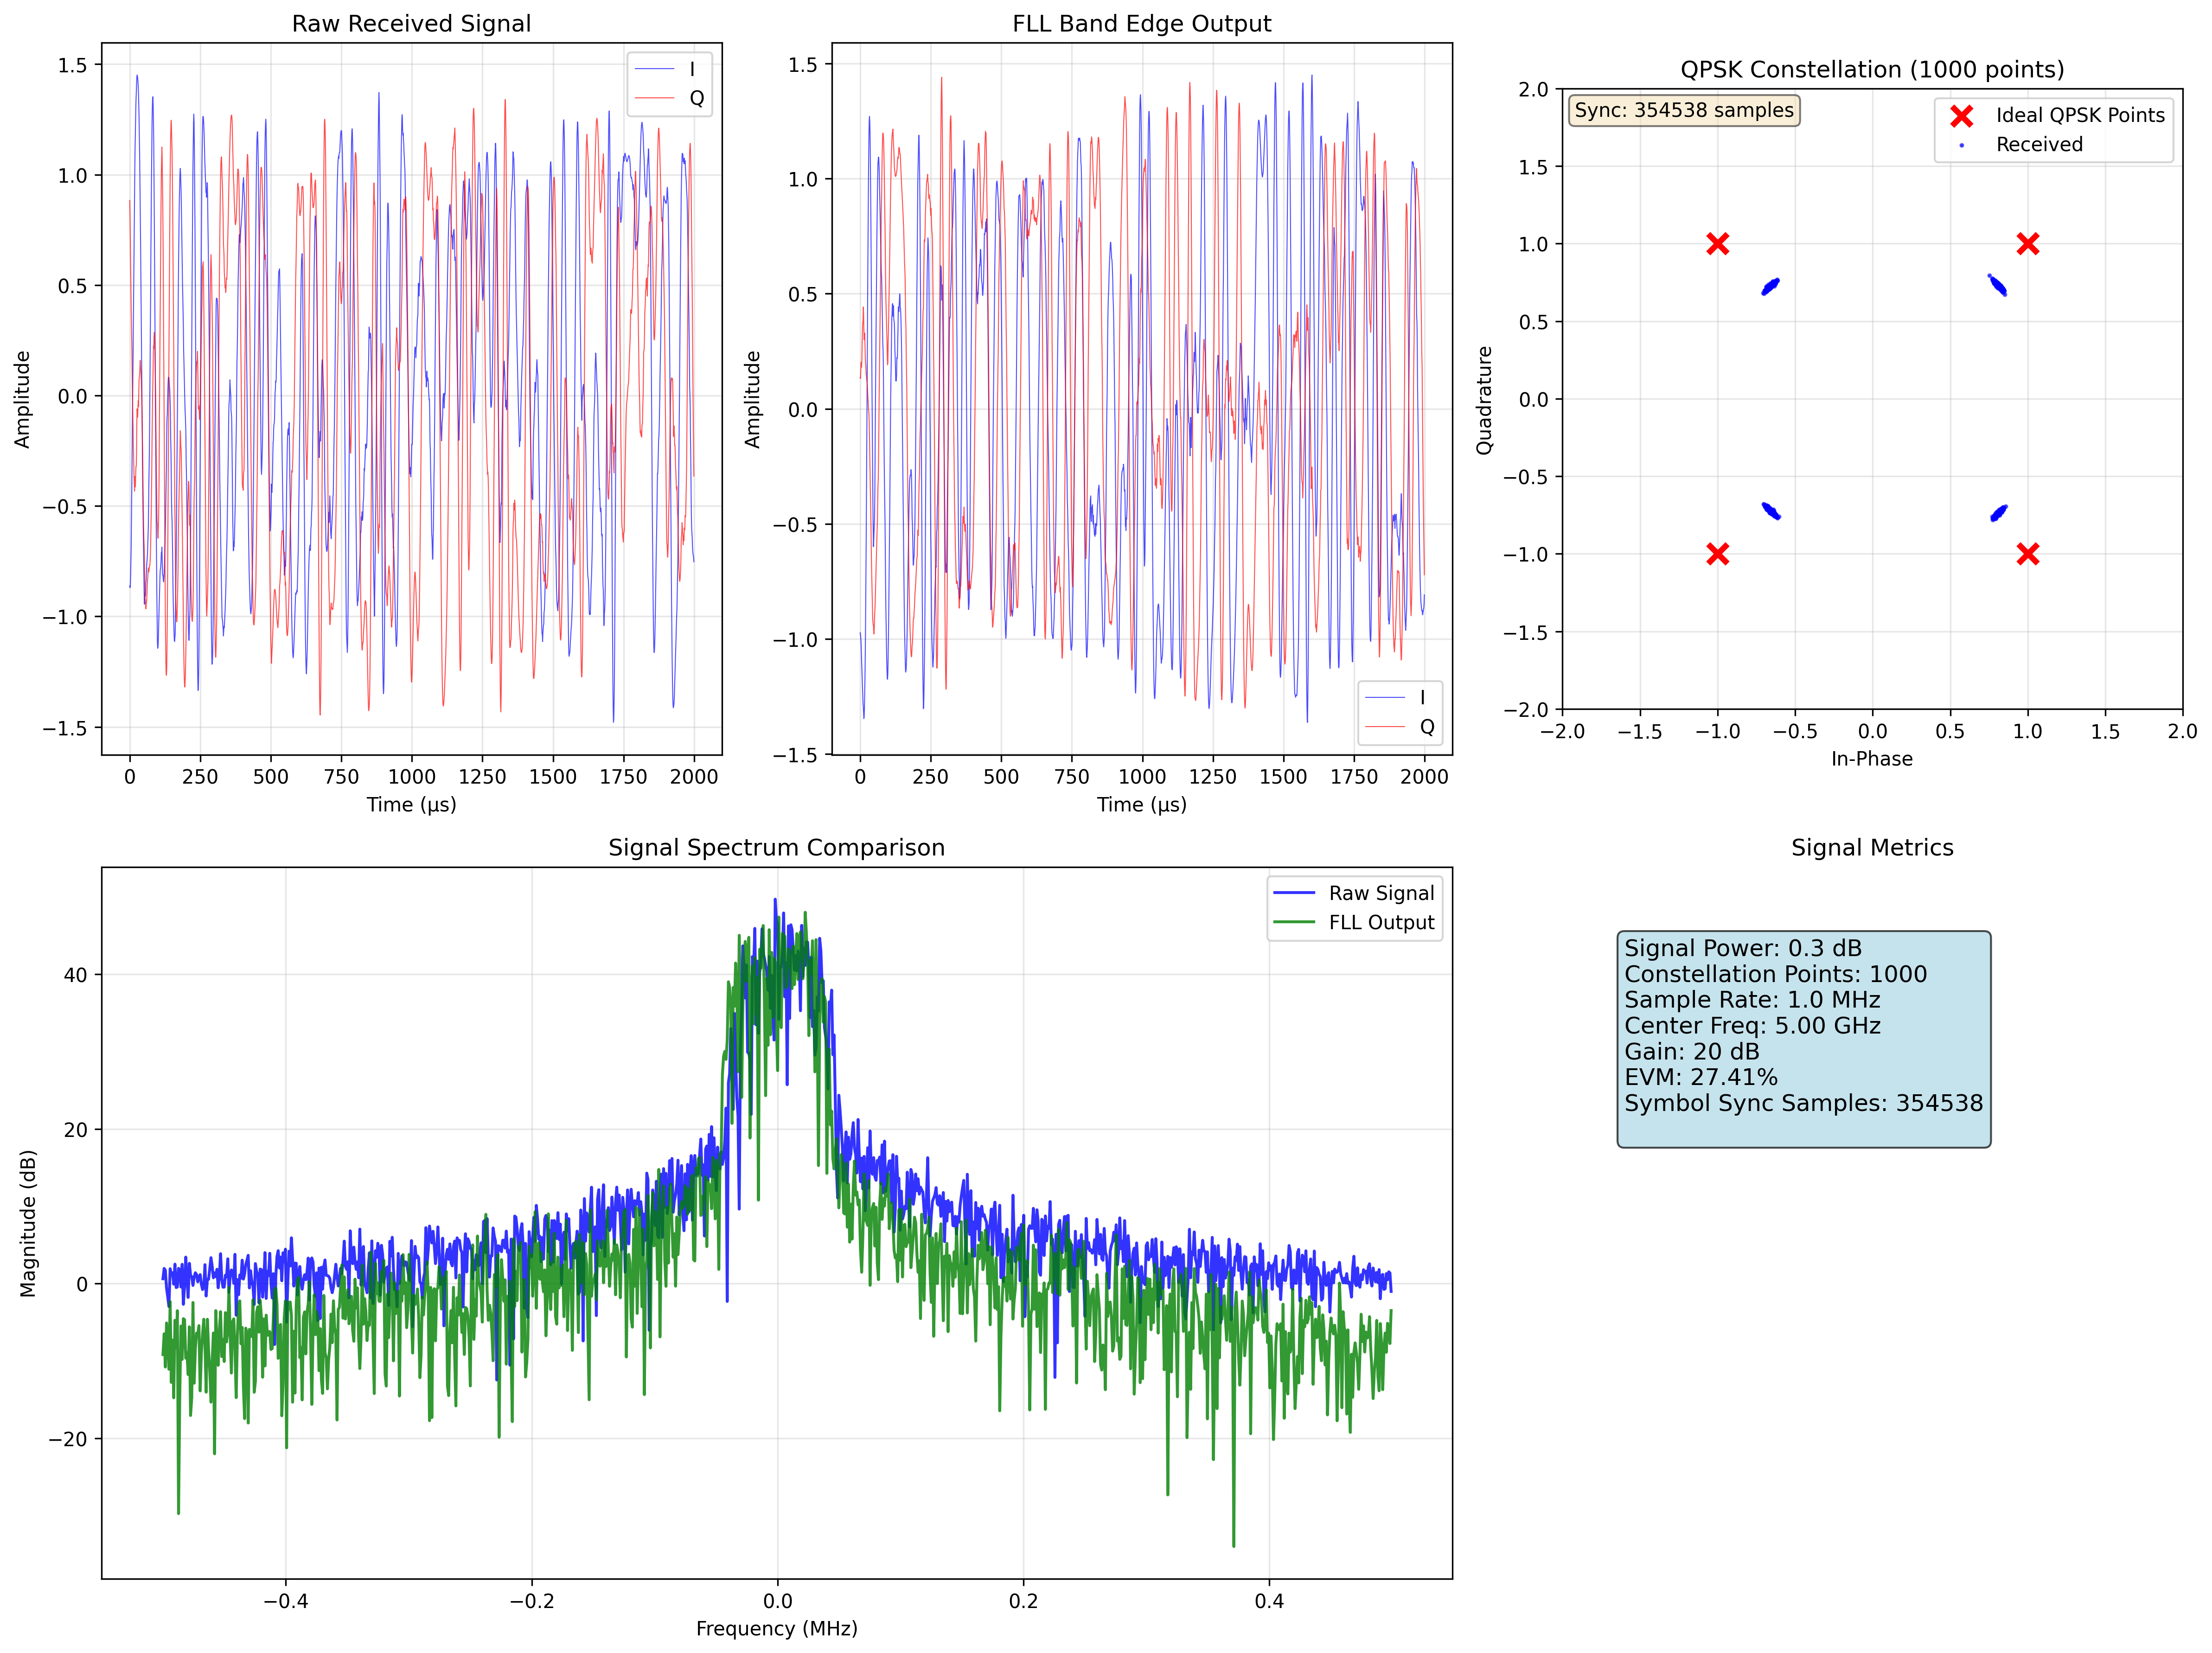 Raw Received Signal
I
Q
1.5
1.0
0.5
0.0
−0.5
−1.0
−1.5
Amplitude
0 250 500 750 1000 1250 1500 1750 2000
Time (µs)
FLL Band Edge Output
I
Q
1.5
1.0
0.5
0.0
−0.5
−1.0
−1.5
Amplitude
0 250 500 750 1000 1250 1500 1750 2000
Time (µs)
QPSK Constellation (1000 points)
Sync: 354538 samples
Ideal QPSK Points
Received
2.0
1.5
1.0
0.5
0.0
−0.5
−1.0
−1.5
−2.0
Quadrature
−2.0 −1.5 −1.0 −0.5 0.0 0.5 1.0 1.5 2.0
In-Phase
Signal Spectrum Comparison
Raw Signal
FLL Output
40
20
0
−20
Magnitude (dB)
−0.4 −0.2 0.0 0.2 0.4
Frequency (MHz)
Signal Metrics
Signal Power: 0.3 dB
Constellation Points: 1000
Sample Rate: 1.0 MHz
Center Freq: 5.00 GHz
Gain: 20 dB
EVM: 27.41%
Symbol Sync Samples: 354538